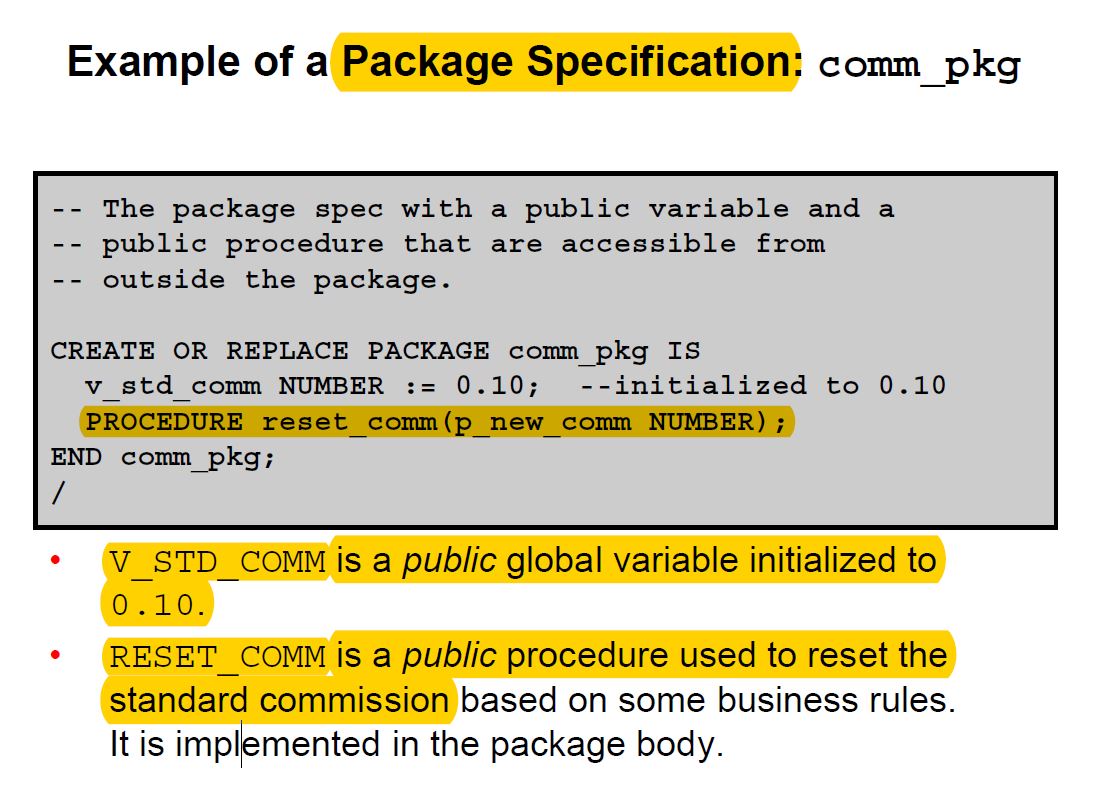 Example of a Package Specification: comm_pkg
-- The package spec with a public variable and a
-- public procedure that are accessible from
-- outside the package.
CREATE OR REPLACE PACKAGE comm_pkg IS
v_std_comm NUMBER := 0.10; --initialized to 0.10
PROCEDURE reset_comm(p_new_comm NUMBER);
END comm_pkg;
/
• V_STD_COMM is a public global variable initialized to
0.10.
• RESET_COMM is a public procedure used to reset the
standard commission based on some business rules.
It is implemented in the package body.